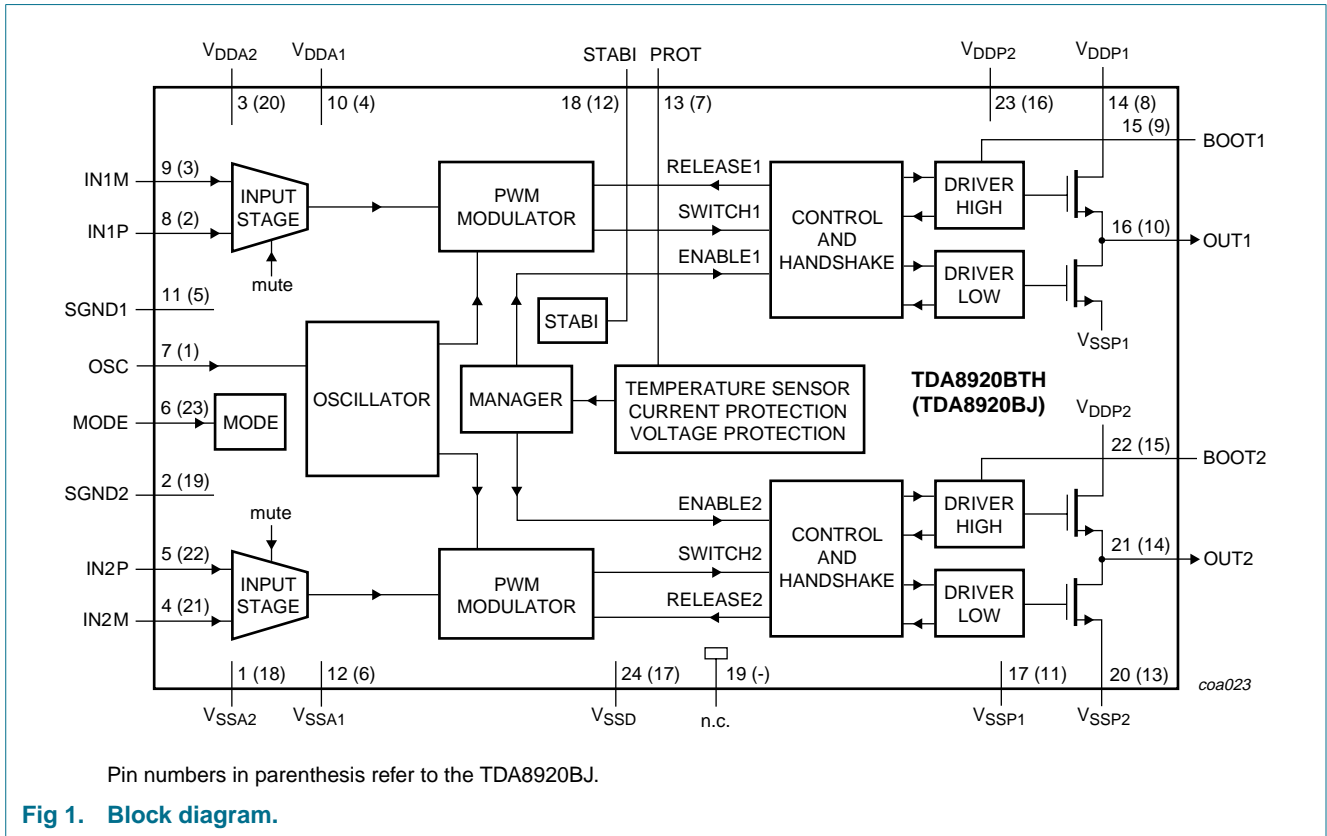 VDDA2 VDDA1 STABI PROT VDDP2 VDDP1
3 (20) 10 (4) 18 (12) 13 (7) 23 (16) 14 (8)
15 (9)
BOOT1
IN1M
9 (3)
INPUT
STAGE
PWM
MODULATOR
RELEASE1
CONTROL
AND
HANDSHAKE
DRIVER
HIGH
IN1P
8 (2)
SWITCH1
16 (10)
OUT1
mute
ENABLE1
DRIVER
LOW
SGND1
11 (5)
STABI
VSSP1
OSC
7 (1)
OSCILLATOR
MANAGER
TEMPERATURE SENSOR
CURRENT PROTECTION
VOLTAGE PROTECTION
TDA8920BTH
(TDA8920BJ)
MODE
6 (23)
MODE
VDDP2
22 (15)
BOOT2
SGND2
2 (19)
mute
ENABLE2
CONTROL
AND
HANDSHAKE
DRIVER
HIGH
IN2P
5 (22)
INPUT
STAGE
PWM
MODULATOR
SWITCH2
21 (14)
OUT2
IN2M
4 (21)
RELEASE2
DRIVER
LOW
1 (18) 12 (6) 24 (17) 19 (-) 17 (11) 20 (13)
coa023
VSSA2 VSSA1 VSSD n.c. VSSP1 VSSP2
Pin numbers in parenthesis refer to the TDA8920BJ.
Fig 1. Block diagram.